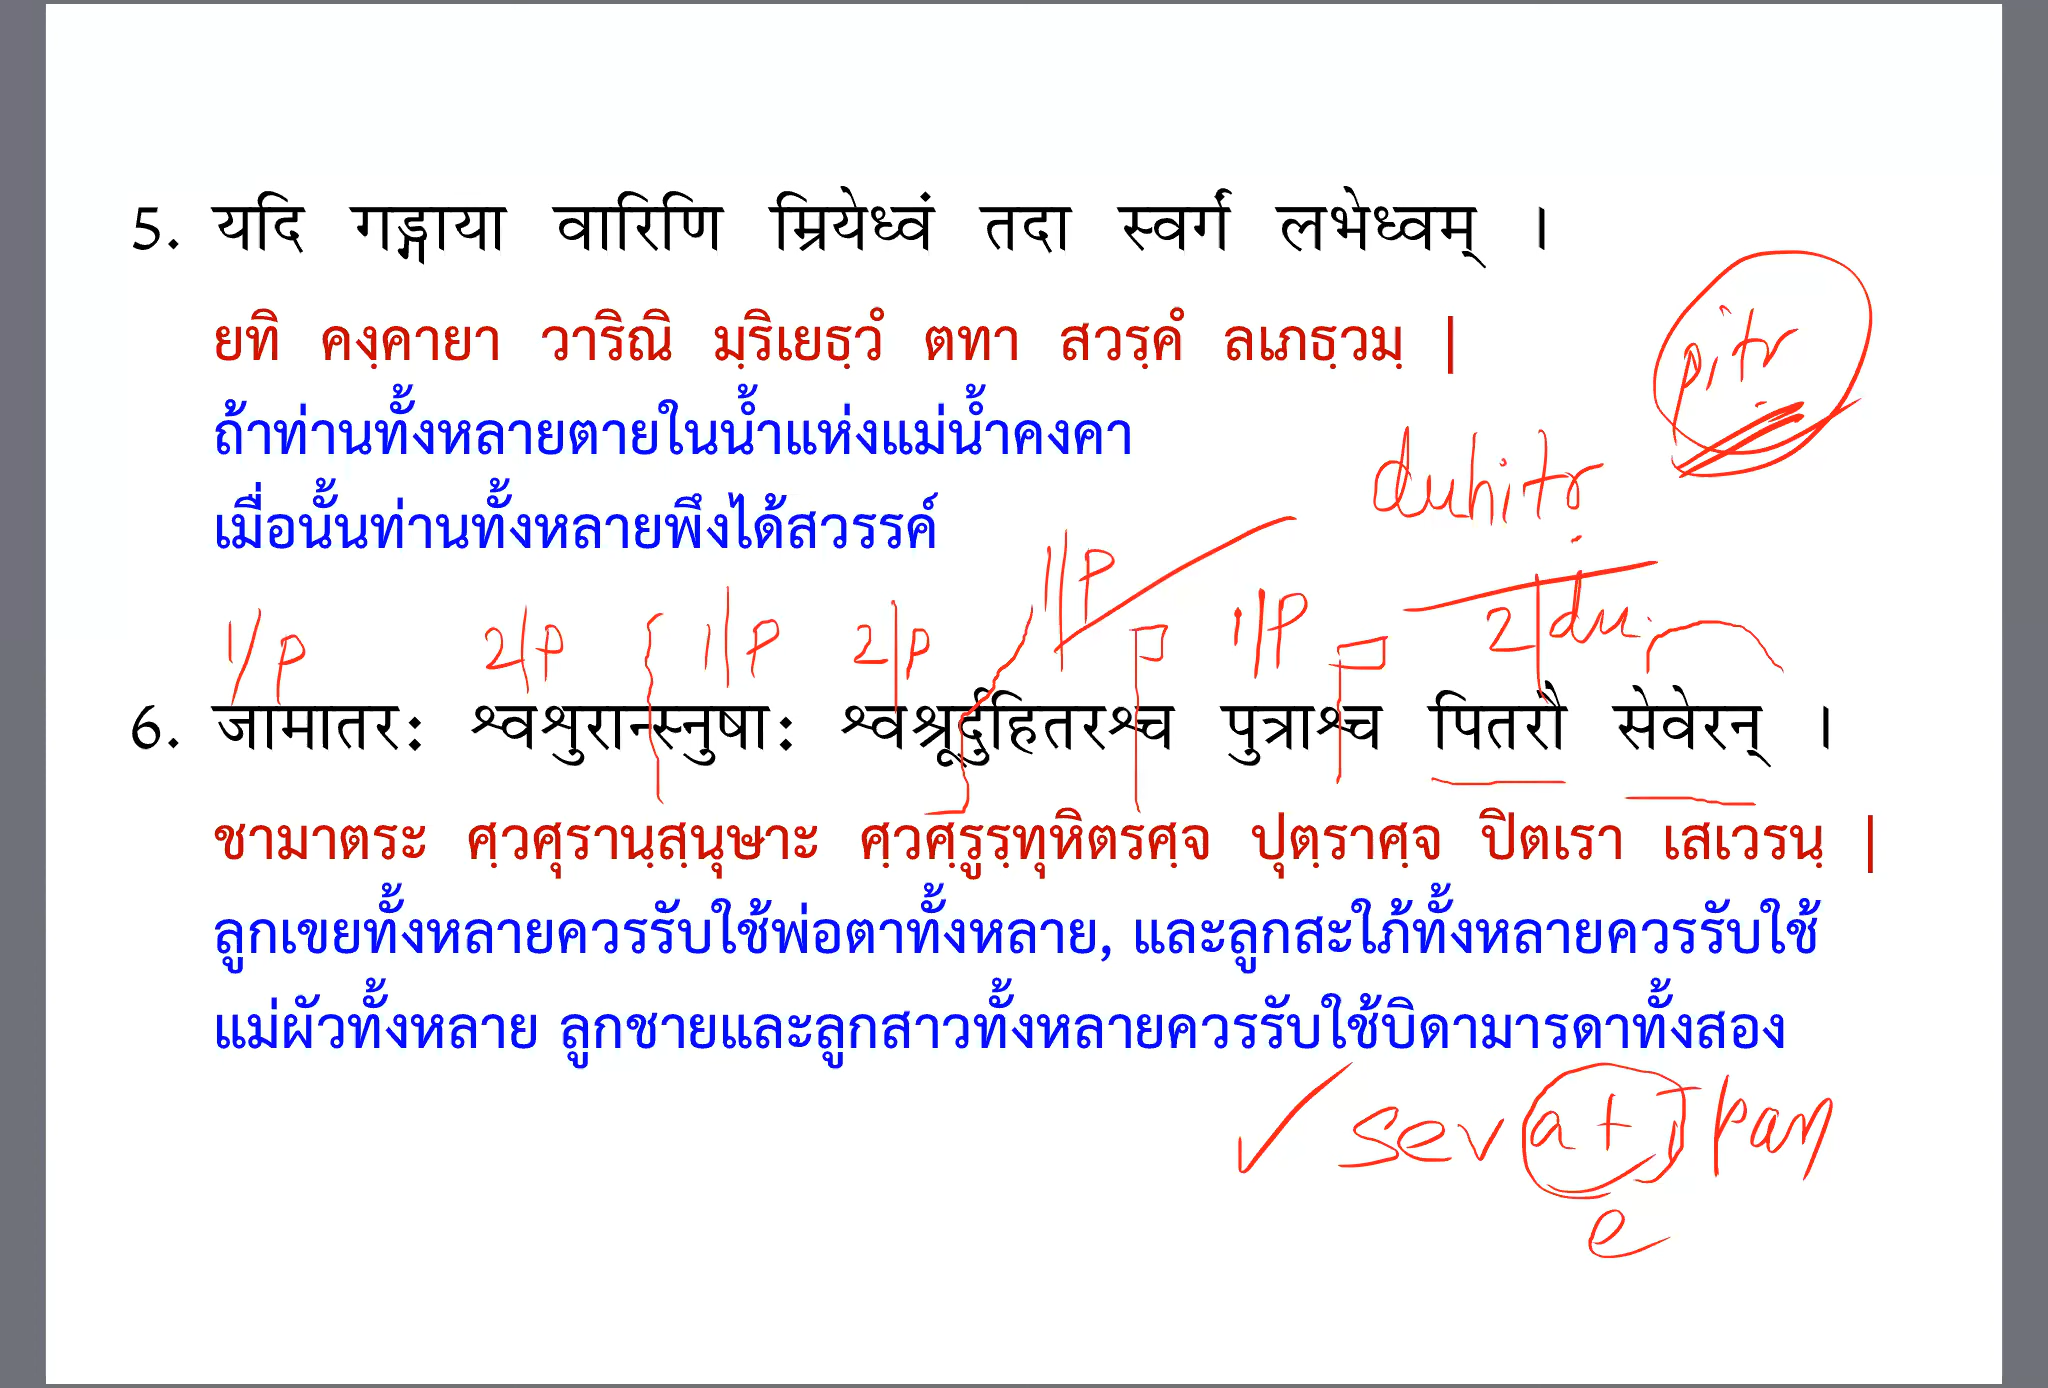 5. यदि गङ्गाया वारिणि म्रियेध्वं तदा स्वर्गं लभेध्वम् ।
ยทิ คงฺคายา วาริณิ มฺริเยธฺวํ ตทา สวรฺคํ ลเภธฺวมฺ |
pitr
ถ้าท่านทั้งหลายตายในน้ำแห่งแม่น้ำคงคา
duhitr
เมื่อนั้นท่านทั้งหลายพึงได้สวรรค์
1/p 2/p 1/p 2/p 1/p 1/p 2/du.
6. जामातरः श्वशुरान्स्नुषाः श्वश्रूर्दुहितरश्च पुत्राश्च पितरौ सेवेरन् ।
ชามาตระ ศฺวศุรานฺสฺนุษาะ ศฺวศฺรูรฺทุหิตรศฺจ ปุตฺราศฺจ ปิตเรา เสเวรนฺ |
ลูกเขยทั้งหลายควรรับใช้พ่อตาทั้งหลาย, และลูกสะใภ้ทั้งหลายควรรับใช้
แม่ผัวทั้งหลาย ลูกชายและลูกสาวทั้งหลายควรรับใช้บิดามารดาทั้งสอง
seva+I ran
e